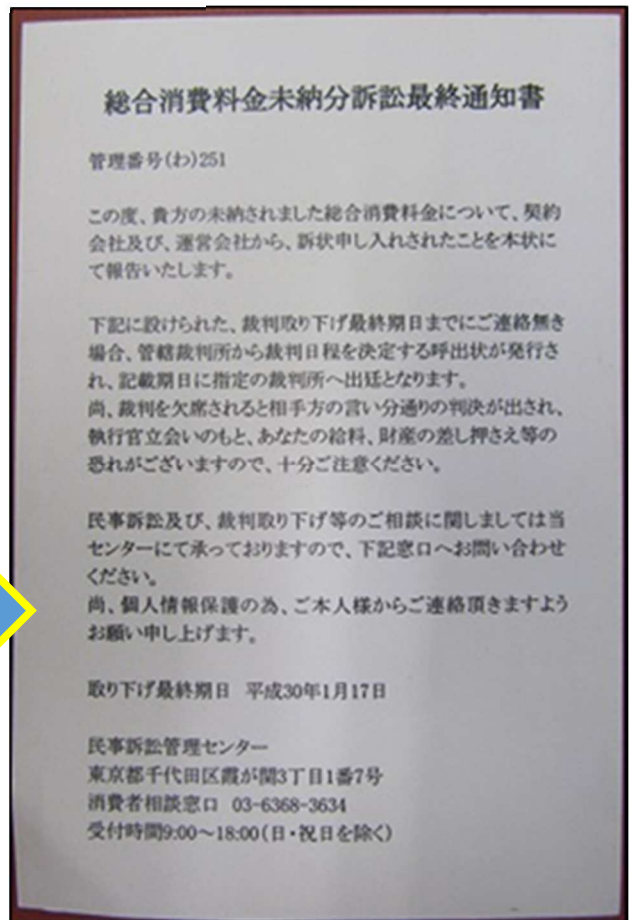 総合消費料金未納分訴訟最終通知書
管理番号(わ)251
この度、貴方の未納されました総合消費料金について、契約
会社及び、運営会社から、訴状申し入れされたことを本状に
て報告いたします。
下記に設けられた、裁判取り下げ最終期日までにご連絡無き
場合、管轄裁判所から裁判日程を決定する呼出状が発行さ
れ、記載期日に指定の裁判所へ出廷となります。
尚、裁判を欠席されると相手方の言い分通りの判決が出され、
執行官立会いのもと、あなたの給料、財産の差し押さえ等の
恐れがございますので、十分ご注意ください。
民事訴訟及び、裁判取り下げ等のご相談に関しましては当
センターにて承っておりますので、下記窓口へお問い合わせ
ください。
尚、個人情報保護の為、ご本人様からご連絡頂きますよう
お願い申し上げます。
取り下げ最終期日 平成30年1月17日
民事訴訟管理センター
東京都千代田区霞が関3丁目1番7号
消費者相談窓口 03-6368-3634
受付時間9:00～18:00(日・祝日を除く)